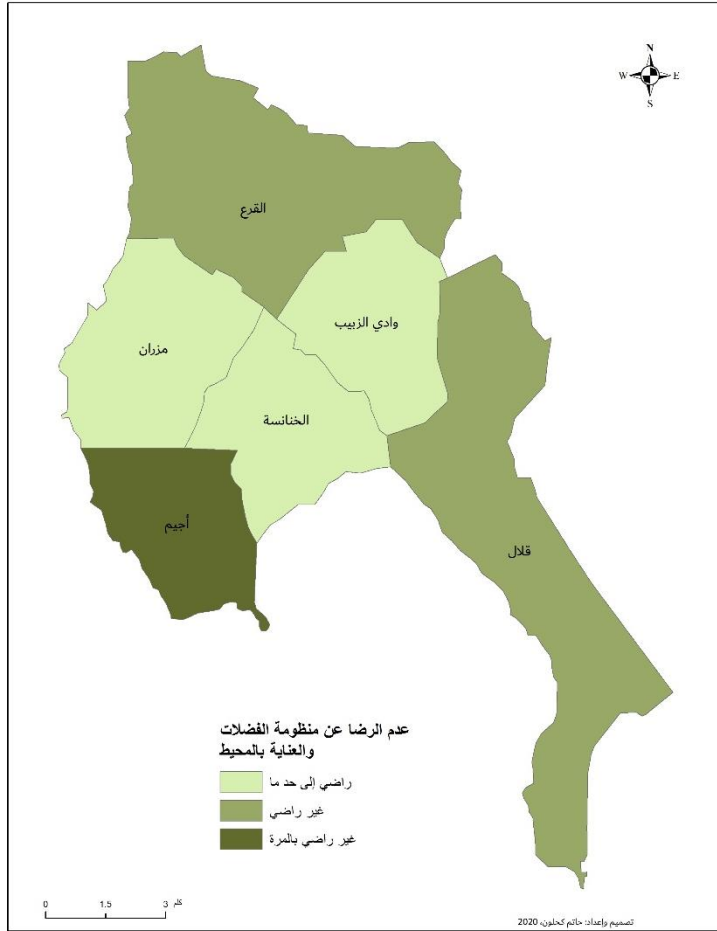 N
W E
S
القرع
وادي الزبيب
مزران
الخنانسة
أجيم
قلال
عدم الرضا عن منظومة الفضلات
والعناية بالمحيط
راضي إلى حد ما
غير راضي
غير راضي بالمرة
0 1.5 3 كلم
تصميم وإعداد: حاتم كحلون، 2020